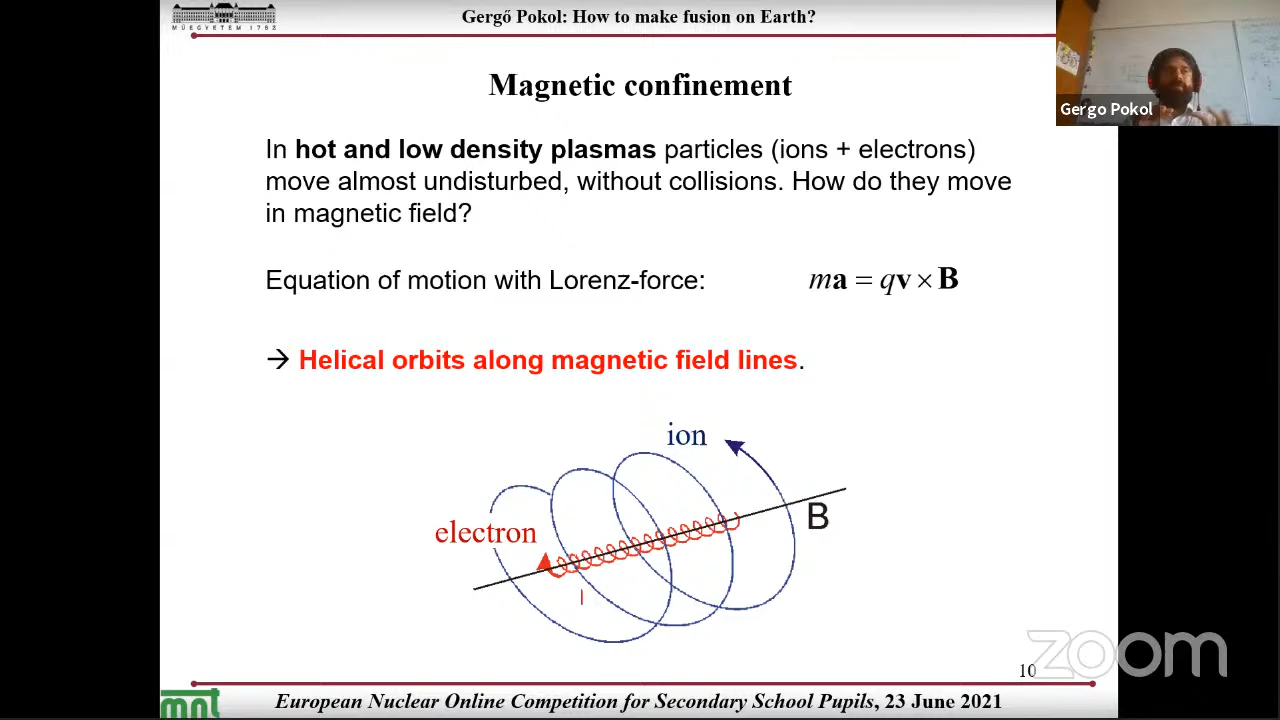 Gergő Pokol: How to make fusion on Earth?
MŰEGYETEM 1782
Gergo Pokol
Magnetic confinement
In hot and low density plasmas particles (ions + electrons)
move almost undisturbed, without collisions. How do they move
in magnetic field?
Equation of motion with Lorenz-force: ma = qv × B
→ Helical orbits along magnetic field lines.
ion
B
electron
zoom
10
mnt
European Nuclear Online Competition for Secondary School Pupils, 23 June 2021